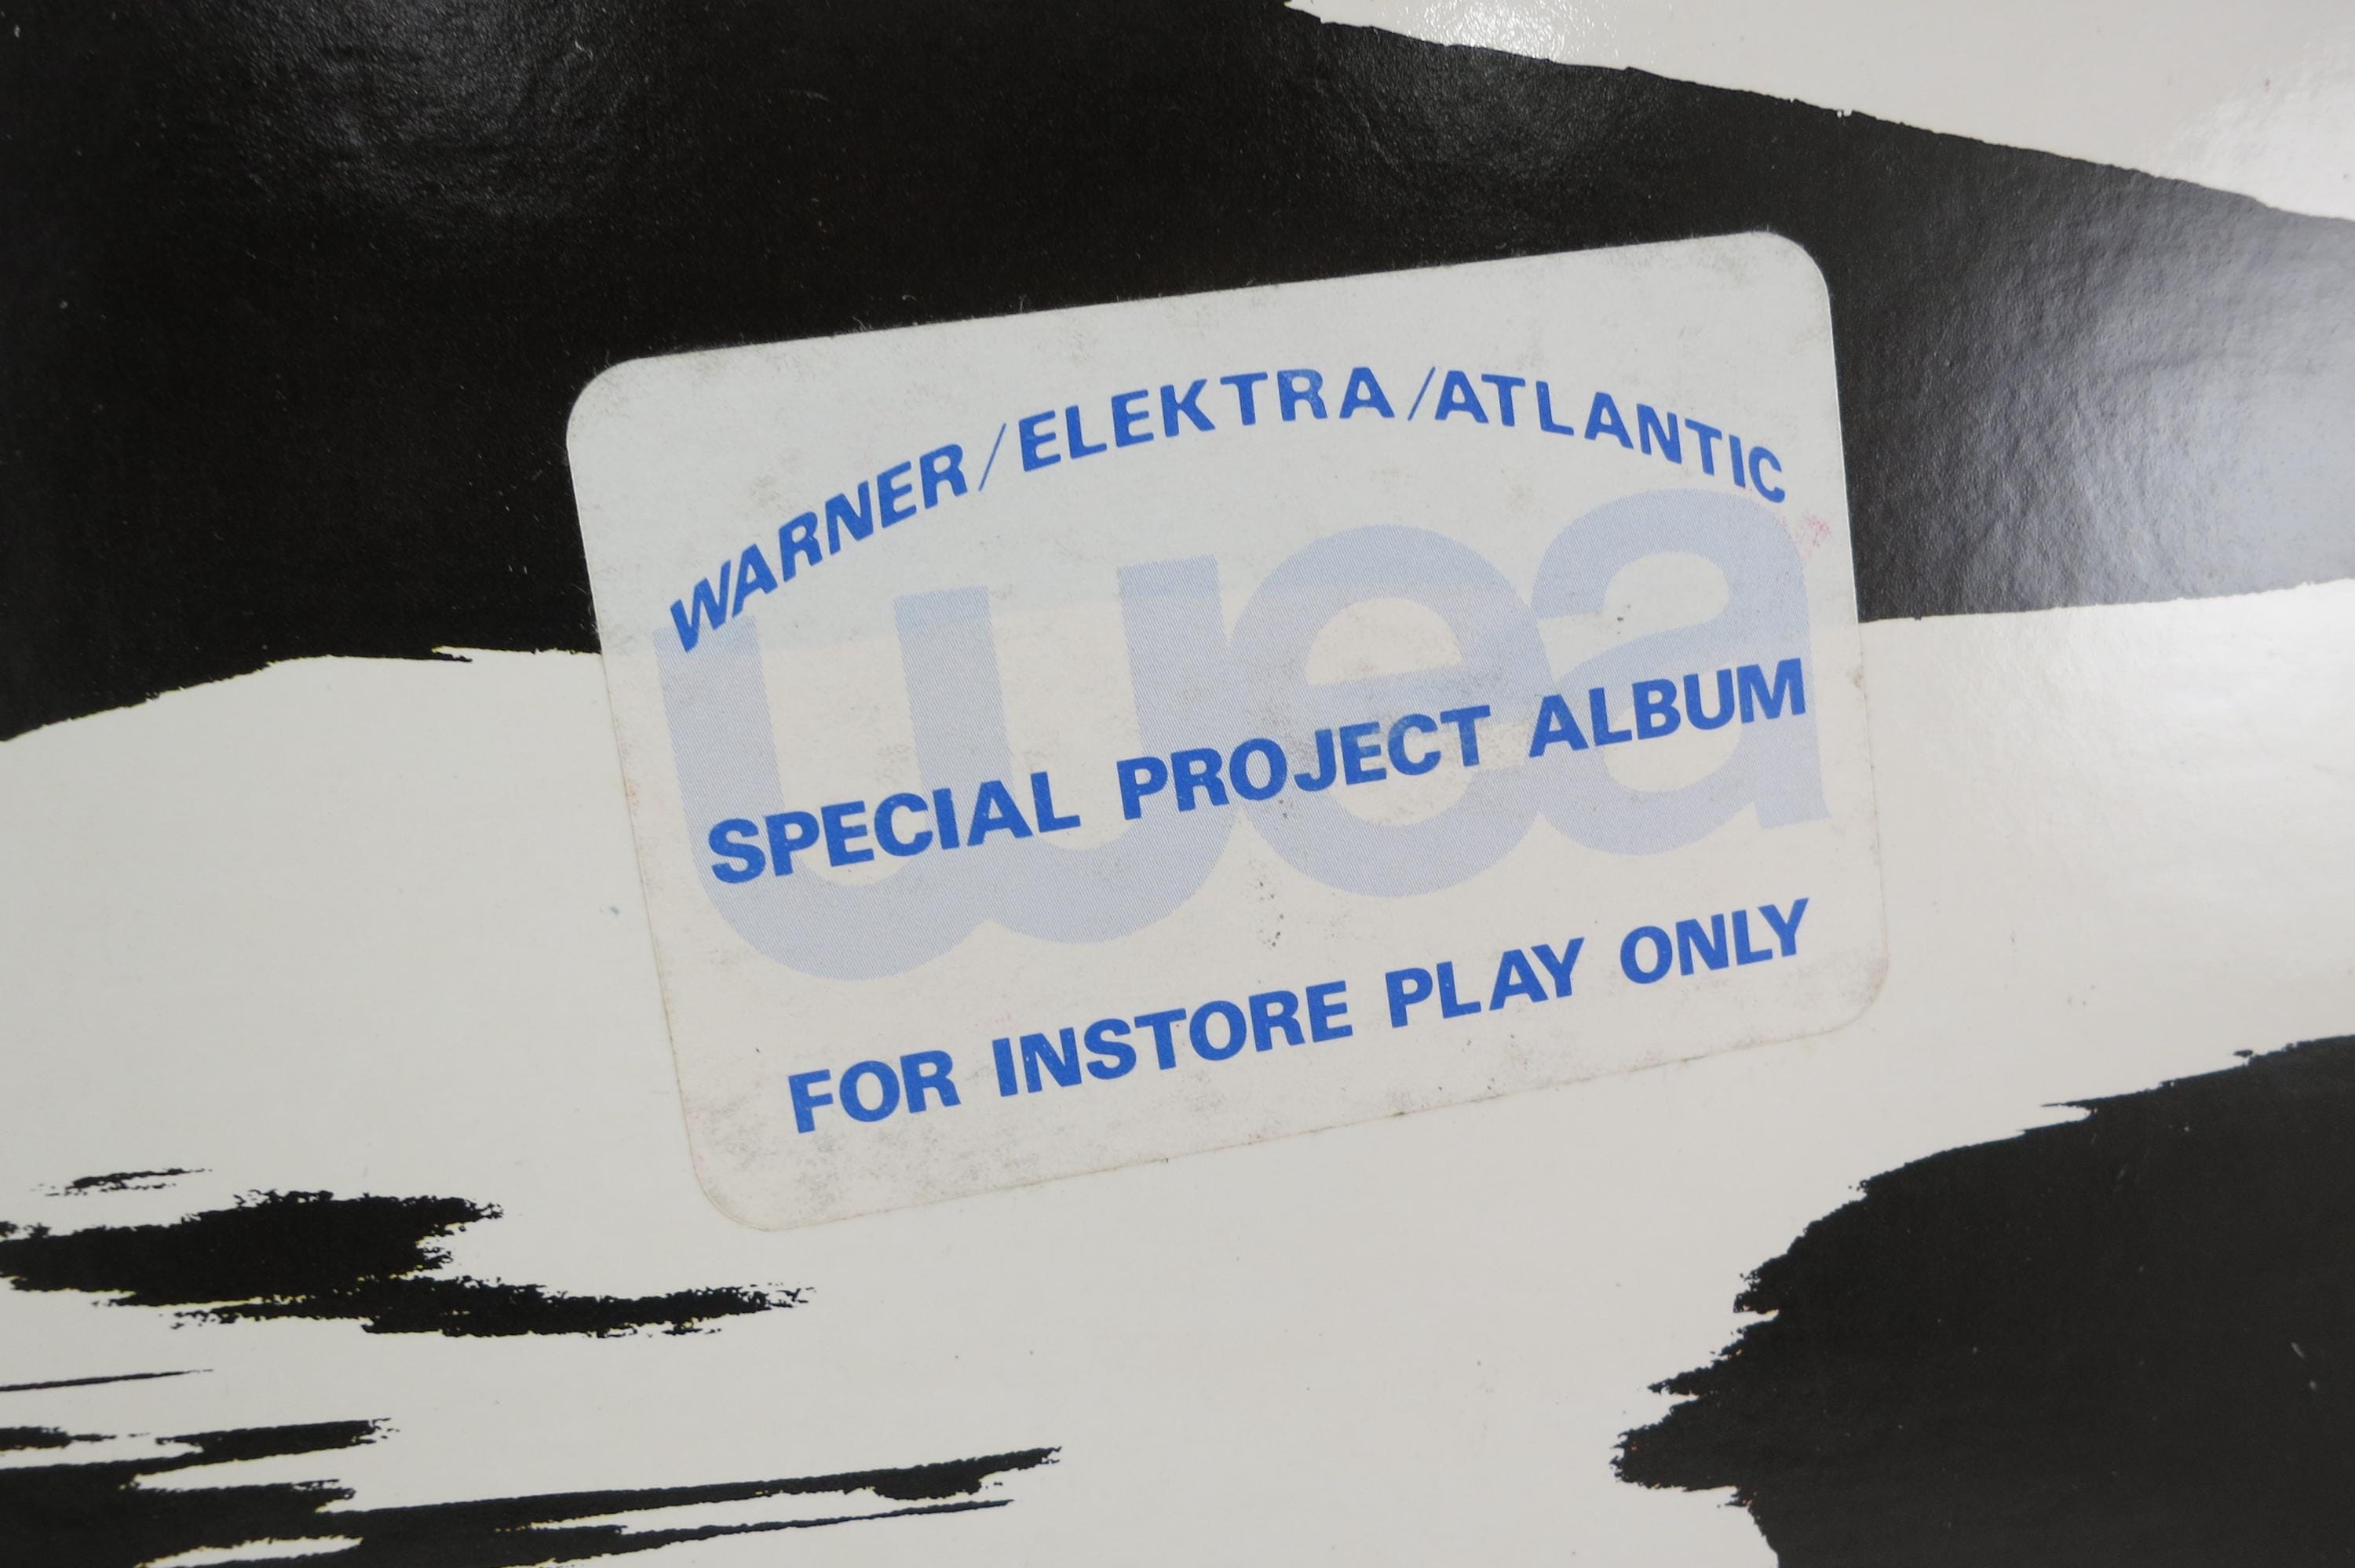 WARNER/ELEKTRA/ATLANTIC
wea
SPECIAL PROJECT ALBUM
FOR INSTORE PLAY ONLY